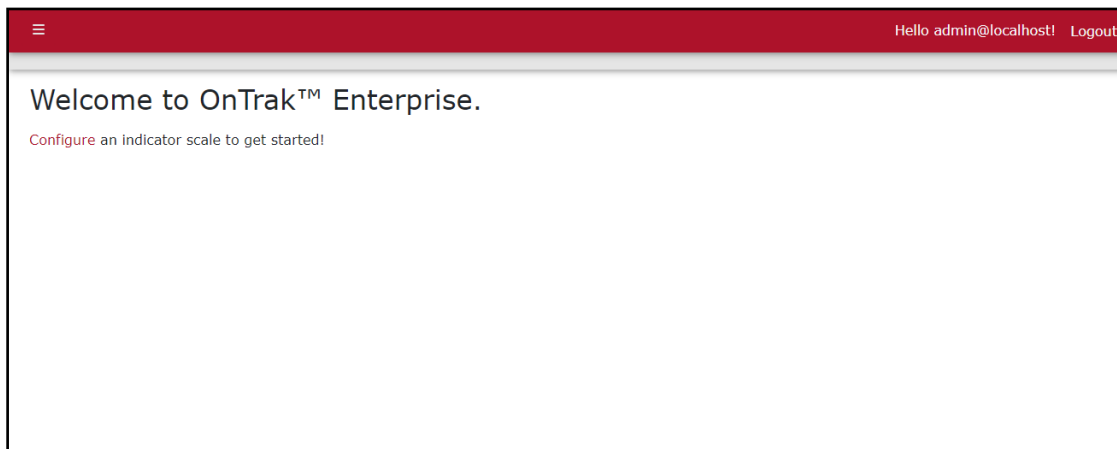 Hello admin@localhost! Logout
Welcome to OnTrak™ Enterprise.
Configure an indicator scale to get started!